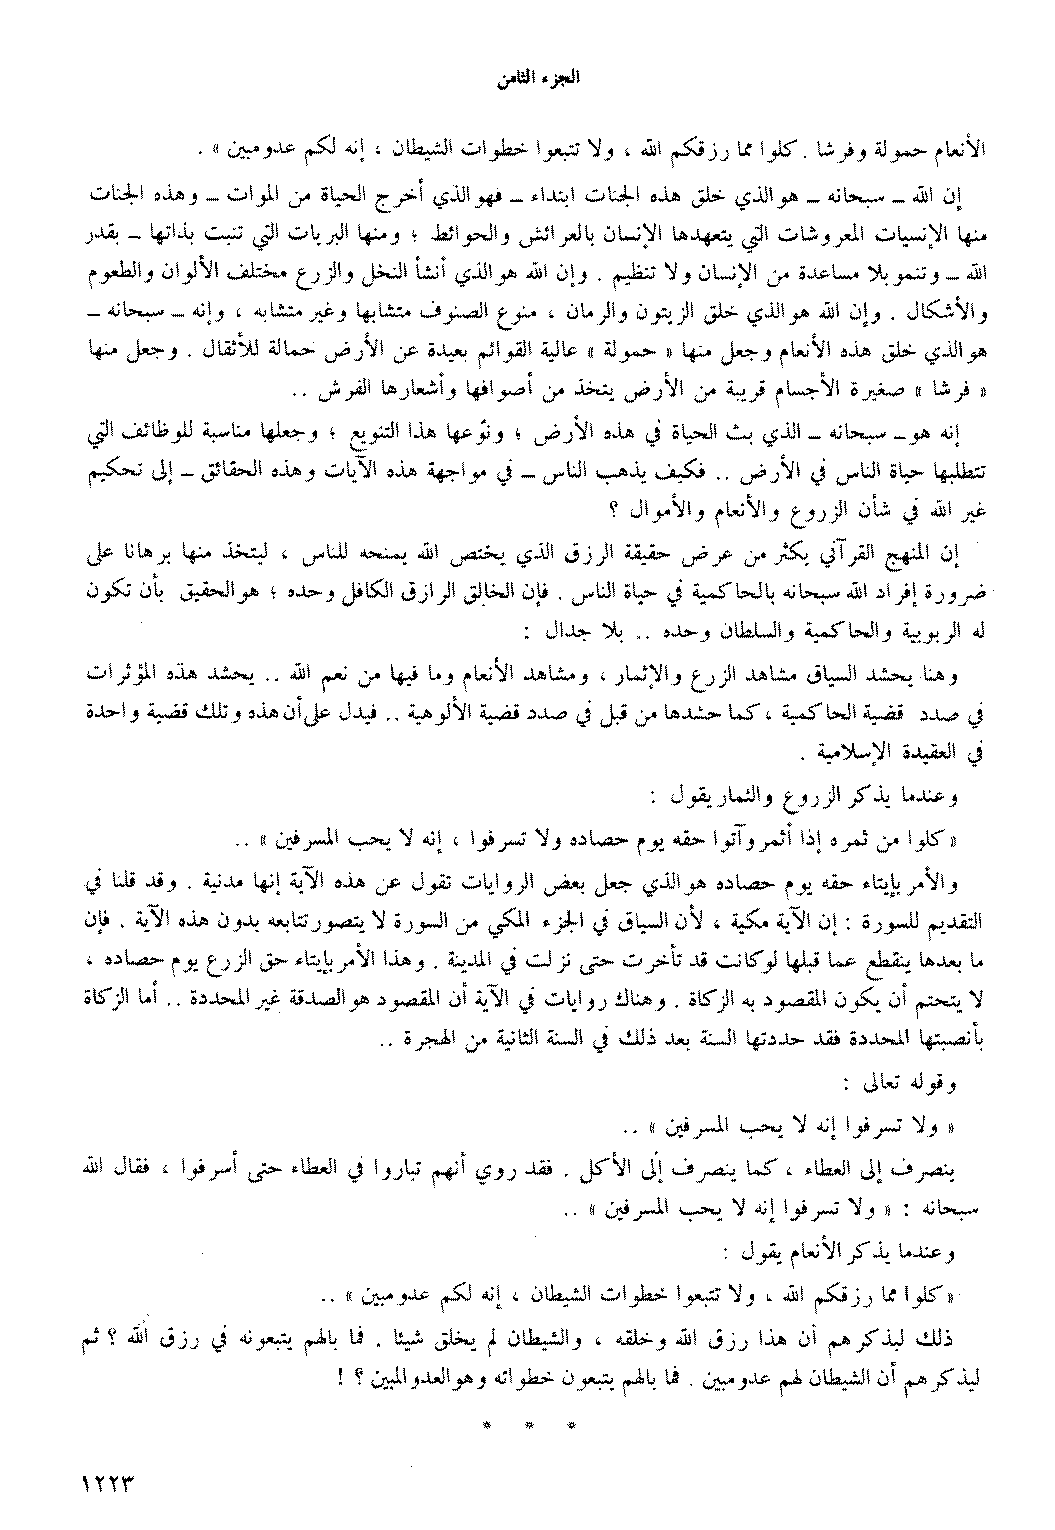 الجزء الثامن
الأنعام حمولة وفرشا . كلوا مما رزقكم الله ، ولا تتبعوا خطوات الشيطان ، إنه لكم عدو مبين » .
إن الله ــ سبحانه ــ هو الذي خلق هذه الجنات ابتداء ــ فهو الذي أخرج الحياة من الموات ــ وهذه الجنات
منها الإنسيات المعروشات التي يتعهدها الإنسان بالعرائش والحوائط ؛ ومنها البريات التي تنبت بذاتها ــ بقدر
الله ــ وتنمو بلا مساعدة من الإنسان ولا تنظيم . وإن الله هو الذي أنشأ النخل والزرع مختلف الألوان والطعوم
والأشكال . وإن الله هو الذي خلق الزيتون والرمان ، منوع الصنوف متشابها وغير متشابه ، وإنه ــ سبحانه ــ
هو الذي خلق هذه الأنعام وجعل منها « حمولة » عالية القوائم بعيدة عن الأرض حمالة للأثقال . وجعل منها
« فرشا » صغيرة الأجسام قريبة من الأرض يتخذ من أصوافها وأشعارها الفرش ..
إنه هو ــ سبحانه ــ الذي بث الحياة في هذه الأرض ؛ ونوّعها هذا التنويع ؛ وجعلها مناسبة للوظائف التي
تتطلبها حياة الناس في الأرض .. فكيف يذهب الناس ــ في مواجهة هذه الآيات وهذه الحقائق ــ إلى تحكيم
غير الله في شأن الزروع والأنعام والأموال ؟
إن المنهج القرآني يكثر من عرض حقيقة الرزق الذي يختص الله بمنحه للناس ، ليتخذ منها برهانا على
ضرورة إفراد الله سبحانه بالحاكمية في حياة الناس . فإن الخالق الرازق الكافل وحده ؛ هو الحقيق بأن تكون
له الربوبية والحاكمية والسلطان وحده .. بلا جدال :
وهنا يحشد السياق مشاهد الزرع والإثمار ، ومشاهد الأنعام وما فيها من نعم الله .. يحشد هذه المؤثرات
في صدد قضية الحاكمية ، كما حشدها من قبل في صدد قضية الألوهية .. فيدل على أن هذه وتلك قضية واحدة
في العقيدة الإسلامية .
وعندما يذكر الزروع والثمار يقول :
« كلوا من ثمره إذا أثمر وآتوا حقه يوم حصاده ولا تسرفوا ، إنه لا يحب المسرفين » ..
والأمر بإيتاء حقه يوم حصاده هو الذي جعل بعض الروايات تقول عن هذه الآية إنها مدنية . وقد قلنا في
التقديم للسورة : إن الآية مكية ، لأن السياق في الجزء المكي من السورة لا يتصور تتابعه بدون هذه الآية . فإن
ما بعدها ينقطع عما قبلها لو كانت قد تأخرت حتى نزلت في المدينة . وهذا الأمر بإيتاء حق الزرع يوم حصاده ،
لا يتحتم أن يكون المقصود به الزكاة . وهناك روايات في الآية أن المقصود هو الصدقة غير المحددة .. أما الزكاة
بأنصبتها المحددة فقد حددتها السنة بعد ذلك في السنة الثانية من الهجرة ..
وقوله تعالى :
« ولا تسرفوا إنه لا يحب المسرفين » ..
ينصرف إلى العطاء ، كما ينصرف إلى الأكل . فقد روي أنهم تباروا في العطاء حتى أسرفوا ، فقال الله
سبحانه : « ولا تسرفوا إنه لا يحب المسرفين » ..
وعندما يذكر الأنعام يقول :
« كلوا مما رزقكم الله ، ولا تتبعوا خطوات الشيطان ، إنه لكم عدو مبين » ..
ذلك ليذكرهم أن هذا رزق الله وخلقه ، والشيطان لم يخلق شيئا . فما بالهم يتبعونه في رزق الله ؟ ثم
ليذكرهم أن الشيطان لهم عدو مبين . فما بالهم يتبعون خطواته وهو العدو المبين ؟ !
* * *
١٢٢٣